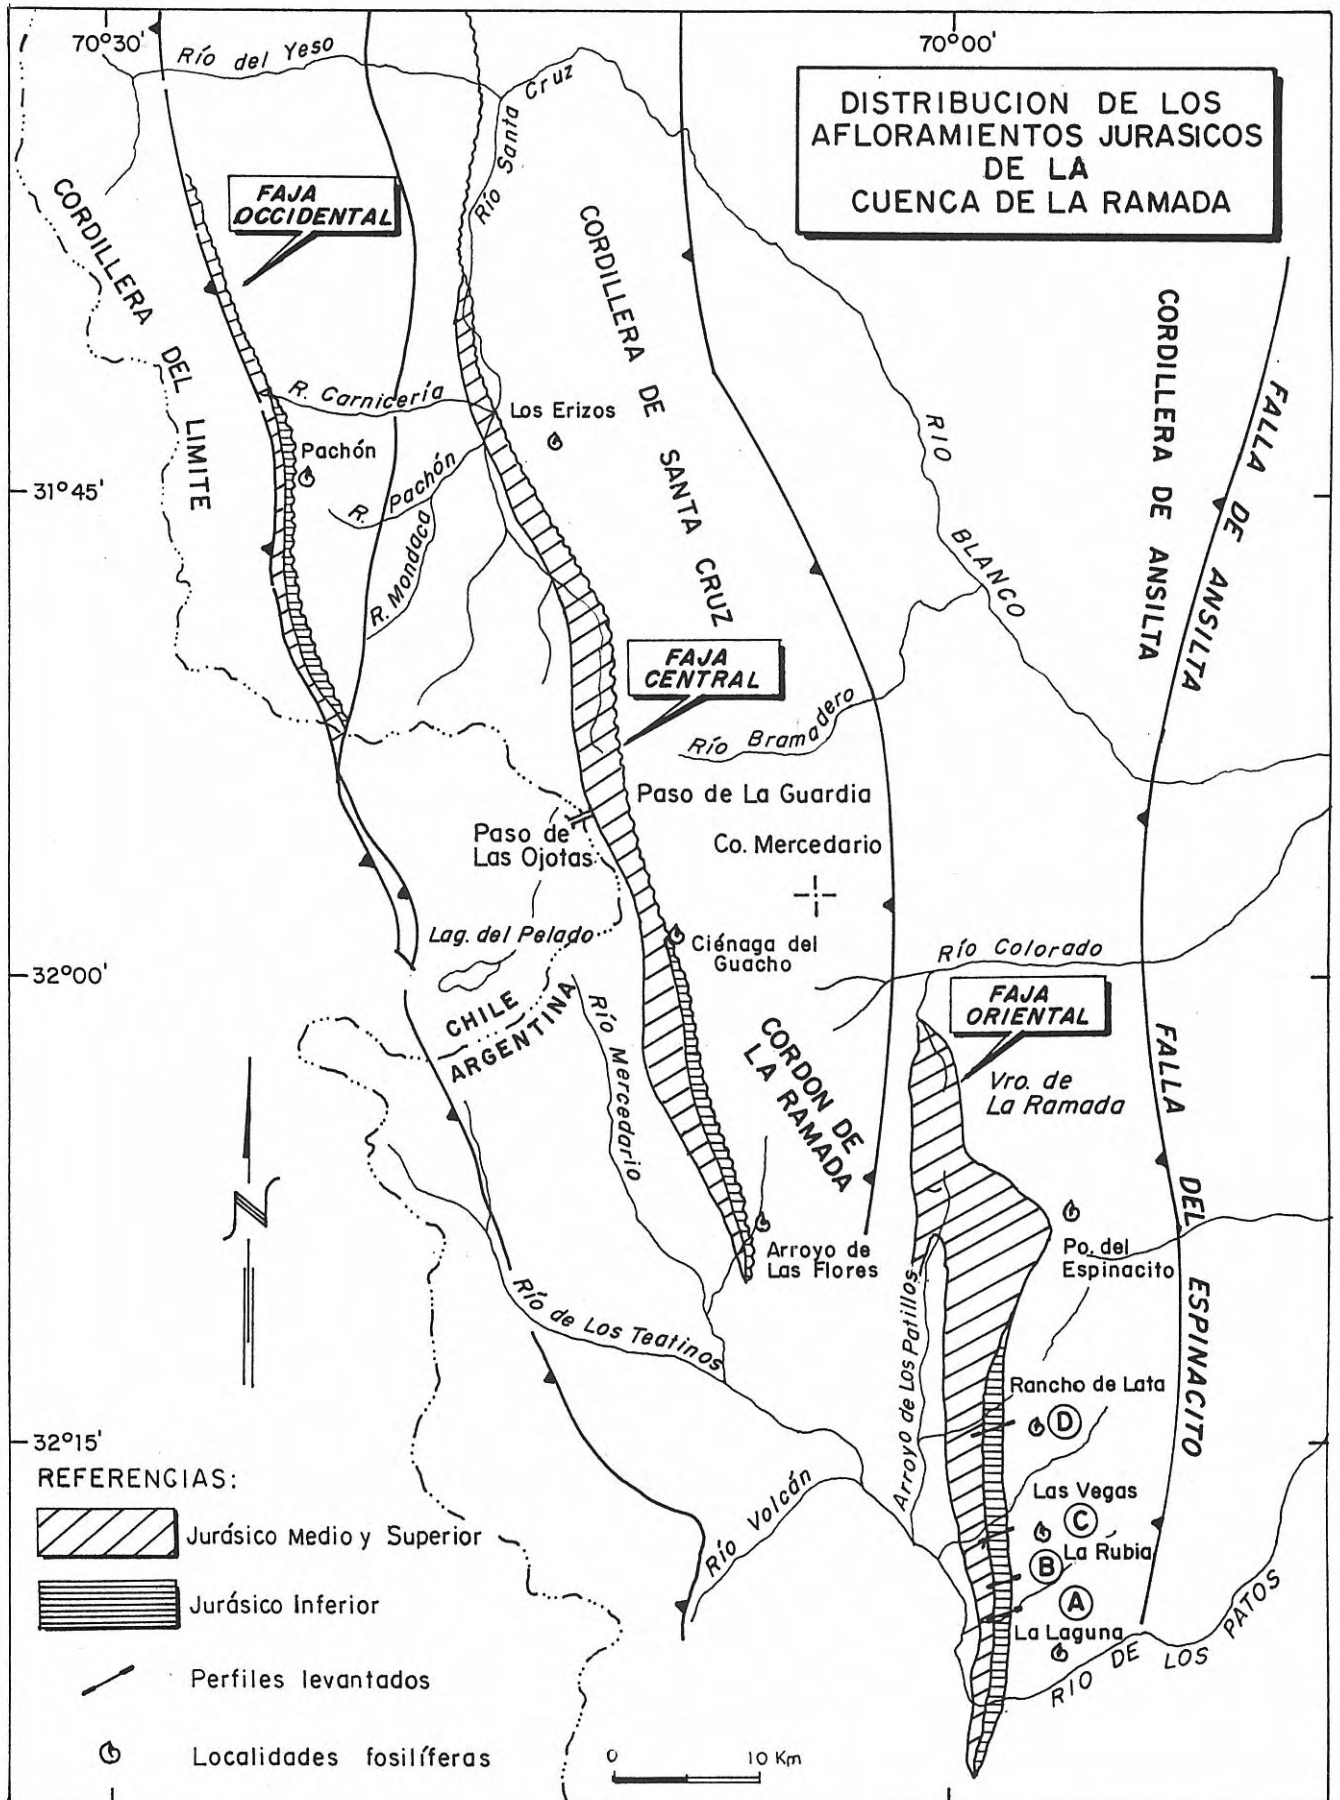 70°30'
70°00'
Río del Yeso
Río Santa Cruz
DISTRIBUCION DE LOS
AFLORAMIENTOS JURASICOS
DE LA
CUENCA DE LA RAMADA
FAJA
OCCIDENTAL
CORDILLERA DEL LIMITE
CORDILLERA DE SANTA CRUZ
CORDILLERA DE ANSILTA
FALLA DE ANSILTA
R. Carnicería
Los Erizos
RIO BLANCO
Pachón
R. Pachón
31°45'
R. Mondaca
FAJA
CENTRAL
Río Bramadero
Paso de La Guardia
Paso de
Las Ojotas
Co. Mercedario
Lag. del Pelado
Ciénaga del
Guacho
Río Colorado
32°00'
CHILE
ARGENTINA
Río Mercedario
CORDON DE
LA RAMADA
FAJA
ORIENTAL
Vro. de
La Ramada
FALLA DEL ESPINACITO
Arroyo de
Las Flores
Po. del
Espinacito
Río de Los Teatinos
Arroyo de Los Patillos
Rancho de Lata
D
32°15'
REFERENCIAS:
Río Volcán
Las Vegas
C
Jurásico Medio y Superior
La Rubia
B
A
Jurásico Inferior
La Laguna
RIO DE LOS PATOS
Perfiles levantados
Localidades fosilíferas
0 10 Km